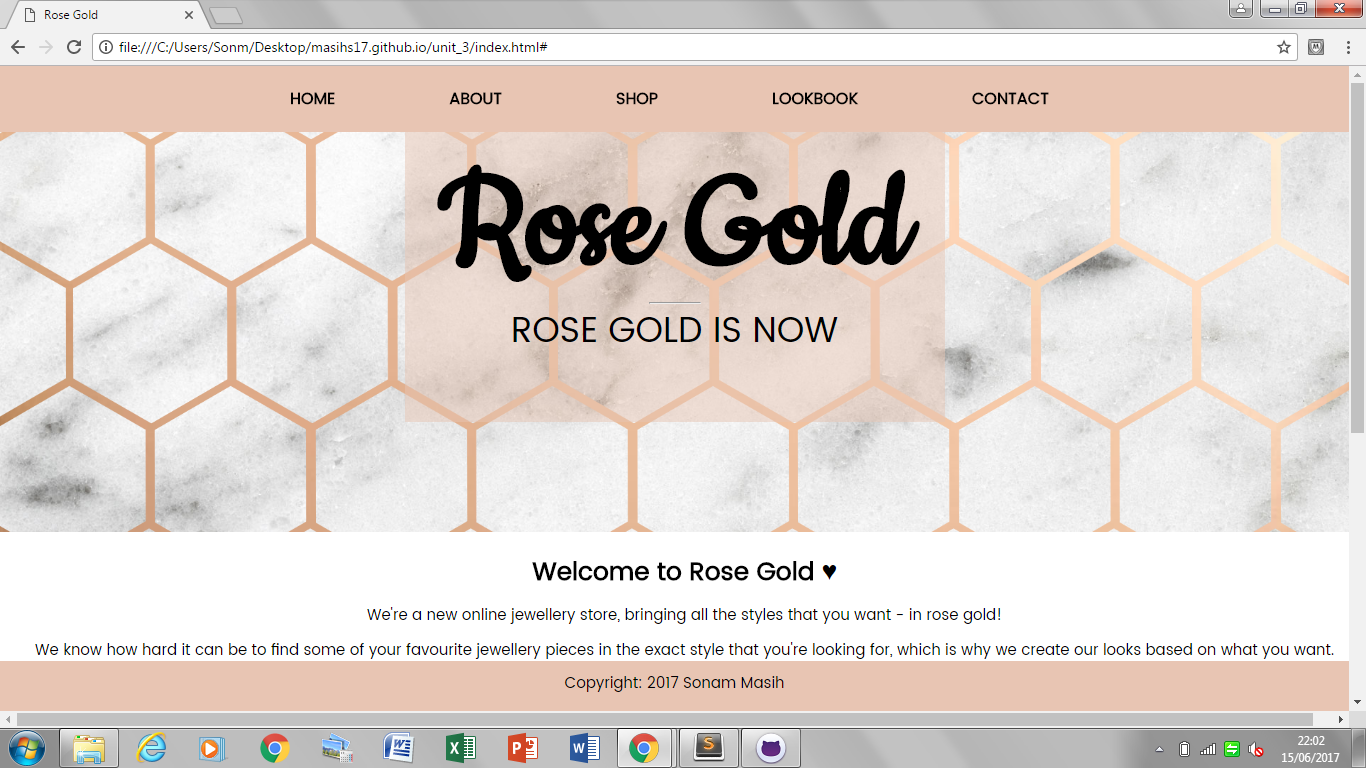 Rose Gold
file:///C:/Users/Sonm/Desktop/masihs17.github.io/unit_3/index.html#
HOME ABOUT SHOP LOOKBOOK CONTACT
Rose Gold
ROSE GOLD IS NOW
Welcome to Rose Gold ♥
We're a new online jewellery store, bringing all the styles that you want - in rose gold!
We know how hard it can be to find some of your favourite jewellery pieces in the exact style that you're looking for, which is why we create our looks based on what you want.
Copyright: 2017 Sonam Masih
22:02
15/06/2017